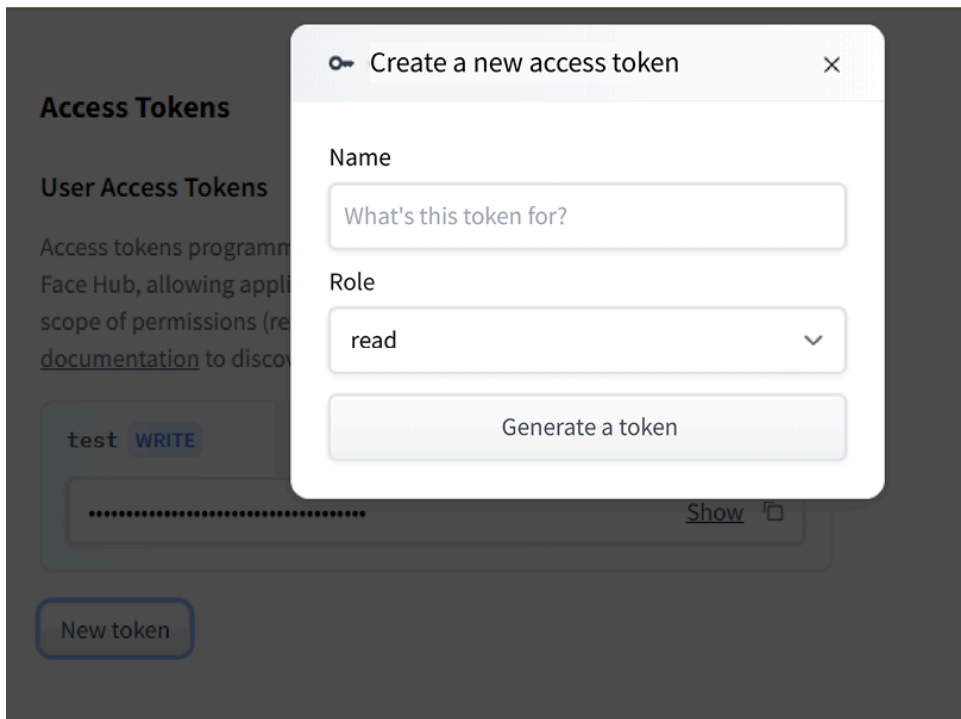 Create a new access token
Name
What's this token for?
Role
read
Generate a token
Access Tokens
User Access Tokens
Access tokens programm
Face Hub, allowing appli
scope of permissions (re
documentation to discov
test WRITE
Show
New token